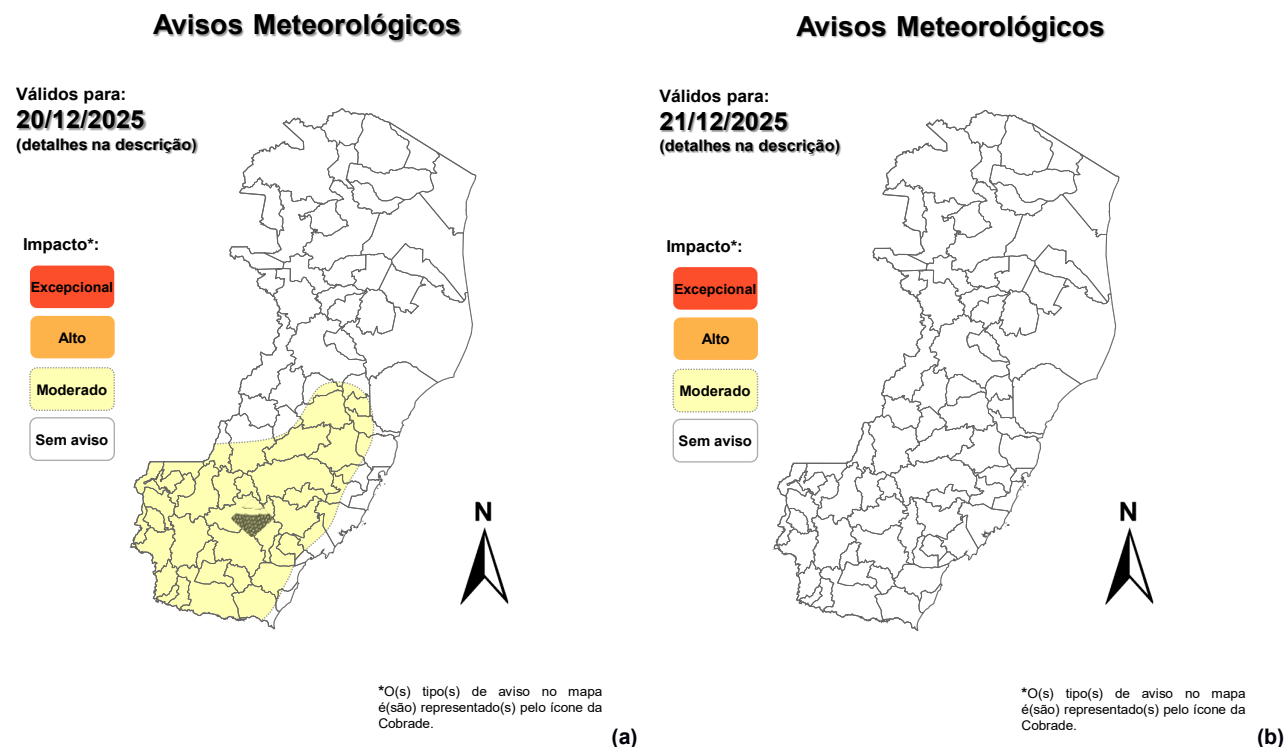 Avisos Meteorológicos
Válidos para:
20/12/2025
(detalhes na descrição)
Impacto*:
Excepcional
Alto
Moderado
Sem aviso
N
*O(s) tipo(s) de aviso no mapa
é(são) representado(s) pelo ícone da
Cobrade.
(a)
Avisos Meteorológicos
Válidos para:
21/12/2025
(detalhes na descrição)
Impacto*:
Excepcional
Alto
Moderado
Sem aviso
N
*O(s) tipo(s) de aviso no mapa
é(são) representado(s) pelo ícone da
Cobrade.
(b)